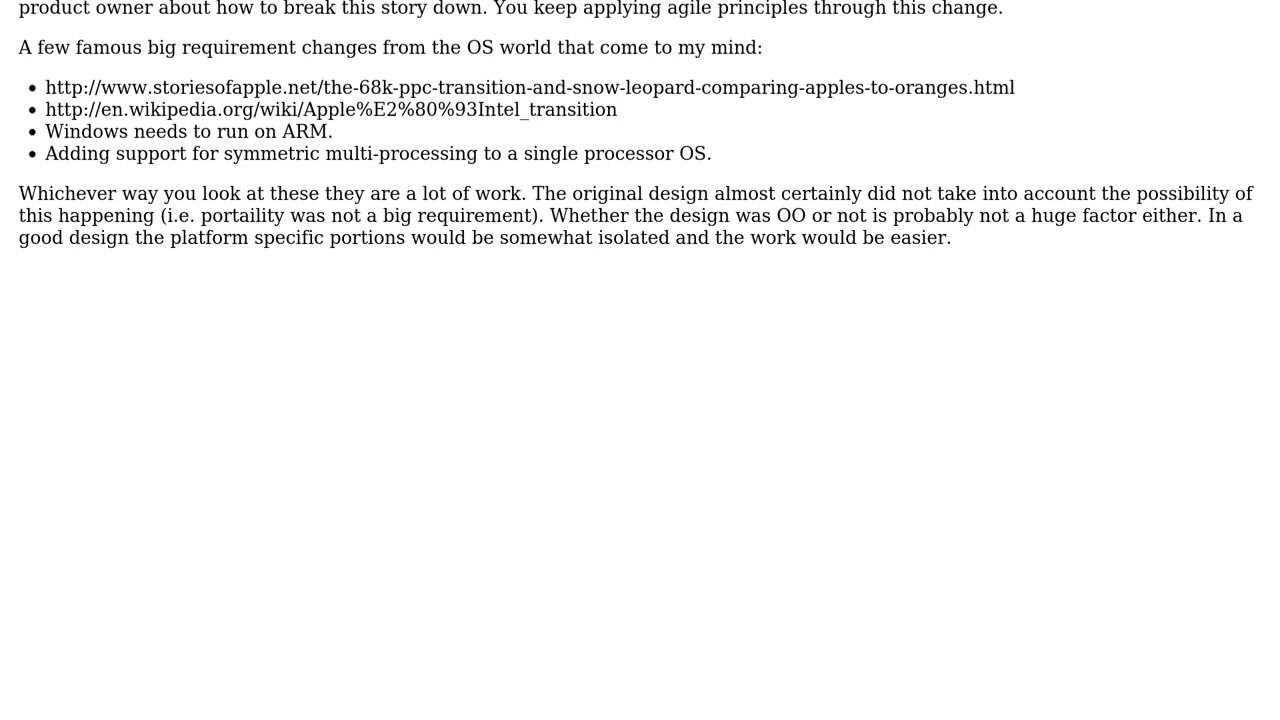 product owner about how to break this story down. You keep applying agile principles through this change.
A few famous big requirement changes from the OS world that come to my mind:
• http://www.storiesofapple.net/the-68k-ppc-transition-and-snow-leopard-comparing-apples-to-oranges.html
• http://en.wikipedia.org/wiki/Apple%E2%80%93Intel_transition
• Windows needs to run on ARM.
• Adding support for symmetric multi-processing to a single processor OS.
Whichever way you look at these they are a lot of work. The original design almost certainly did not take into account the possibility of
this happening (i.e. portaility was not a big requirement). Whether the design was OO or not is probably not a huge factor either. In a
good design the platform specific portions would be somewhat isolated and the work would be easier.